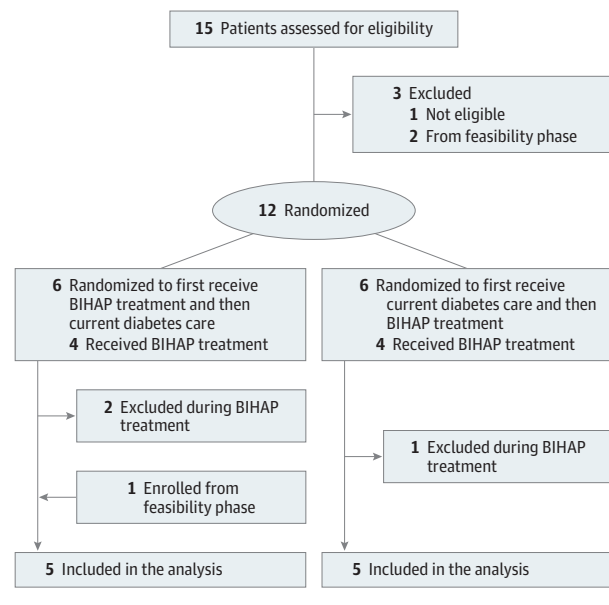 15 Patients assessed for eligibility
3 Excluded
1 Not eligible
2 From feasibility phase
12 Randomized
6 Randomized to first receive
BIHAP treatment and then
current diabetes care
4 Received BIHAP treatment
6 Randomized to first receive
current diabetes care and then
BIHAP treatment
4 Received BIHAP treatment
2 Excluded during BIHAP
treatment
1 Excluded during BIHAP
treatment
1 Enrolled from
feasibility phase
5 Included in the analysis
5 Included in the analysis